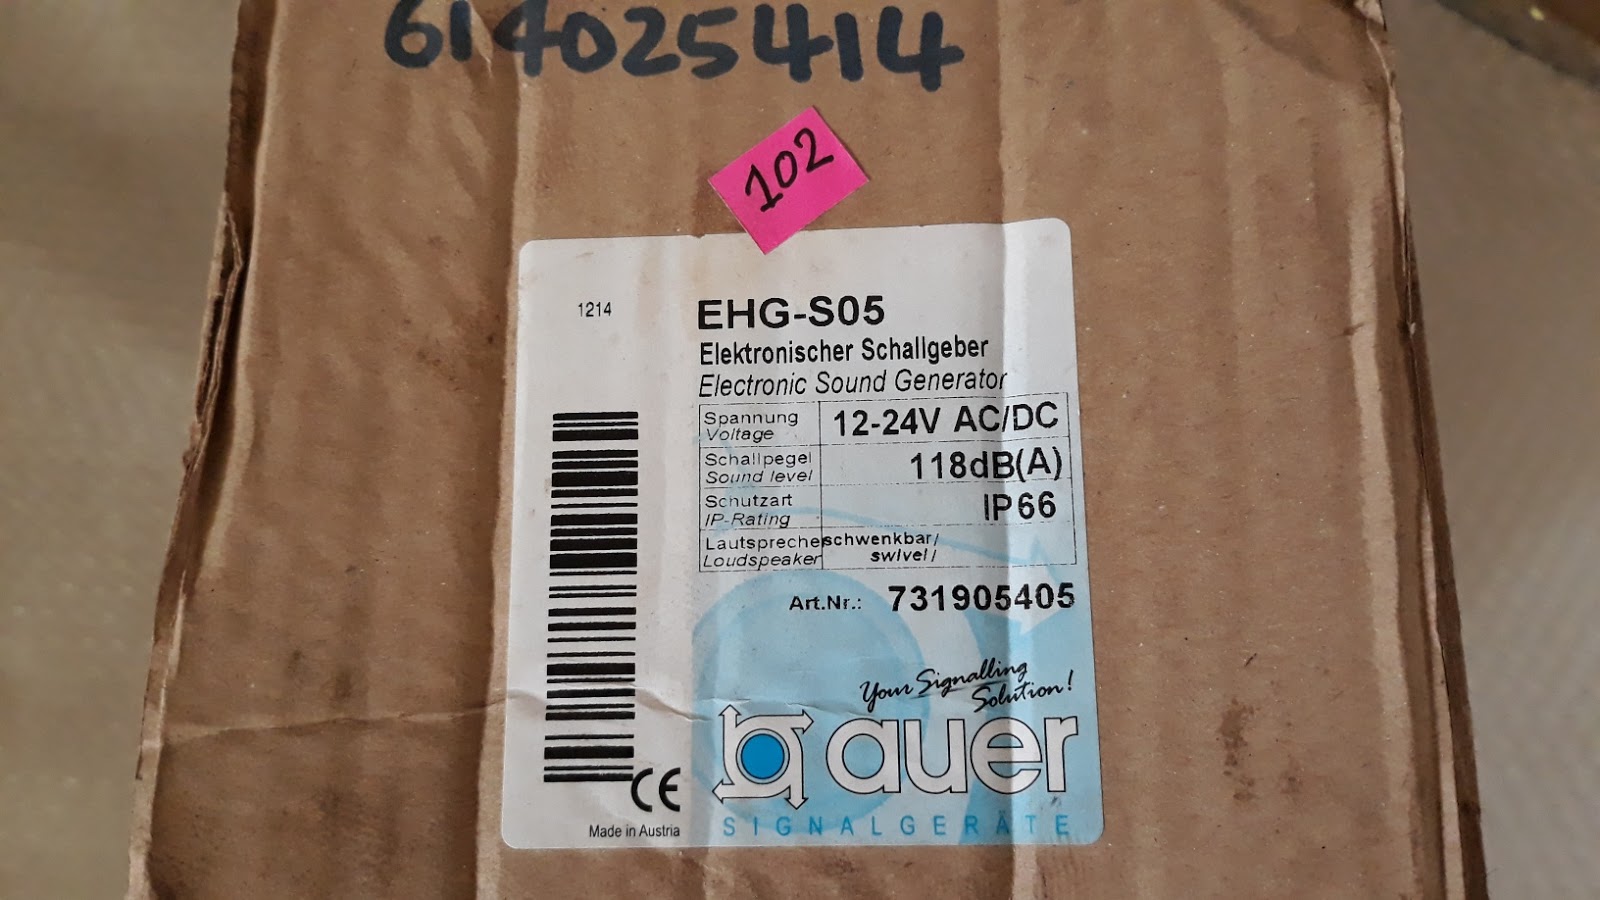 614025414
102
1214
EHG-S05
Elektronischer Schallgeber
Electronic Sound Generator
Spannung
Voltage
12-24V AC/DC
Schallpegel
Sound level
118dB(A)
Schutzart
IP-Rating
IP66
Lautsprecher
Loudspeaker
schwenkbar/
swivel/
Art.Nr.: 731905405
Your Signalling
Solution!
auer
SIGNALGERÄTE
CE
Made in Austria